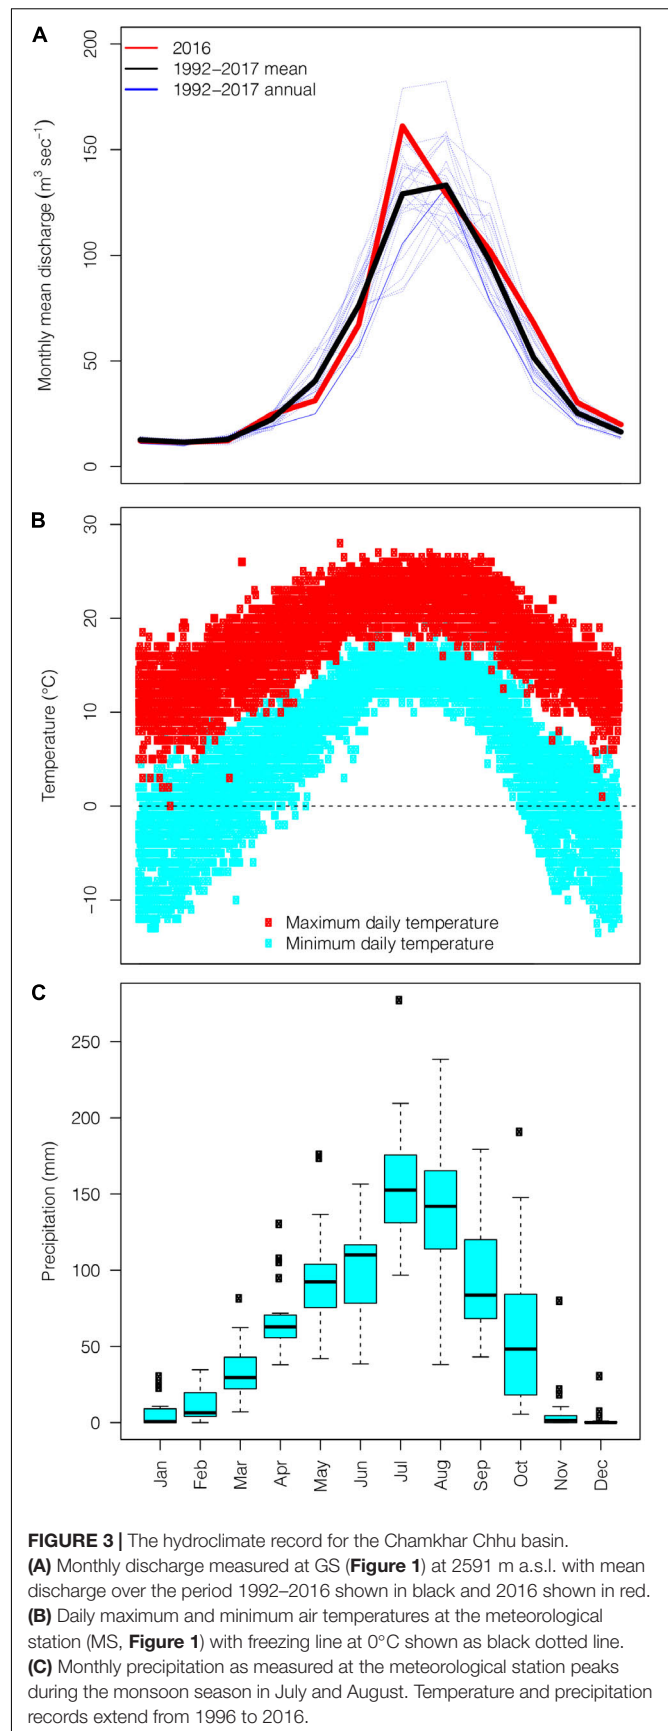 A
200
2016
1992–2017 mean
1992–2017 annual
150
100
50
0
Monthly mean discharge (m³ sec⁻¹)
B
30
20
10
0
−10
Temperature (°C)
Maximum daily temperature
Minimum daily temperature
C
250
200
150
100
50
0
Precipitation (mm)
Jan
Feb
Mar
Apr
May
Jun
Jul
Aug
Sep
Oct
Nov
Dec
FIGURE 3 | The hydroclimate record for the Chamkhar Chhu basin.
(A) Monthly discharge measured at GS (Figure 1) at 2591 m a.s.l. with mean
discharge over the period 1992–2016 shown in black and 2016 shown in red.
(B) Daily maximum and minimum air temperatures at the meteorological
station (MS, Figure 1) with freezing line at 0°C shown as black dotted line.
(C) Monthly precipitation as measured at the meteorological station peaks
during the monsoon season in July and August. Temperature and precipitation
records extend from 1996 to 2016.